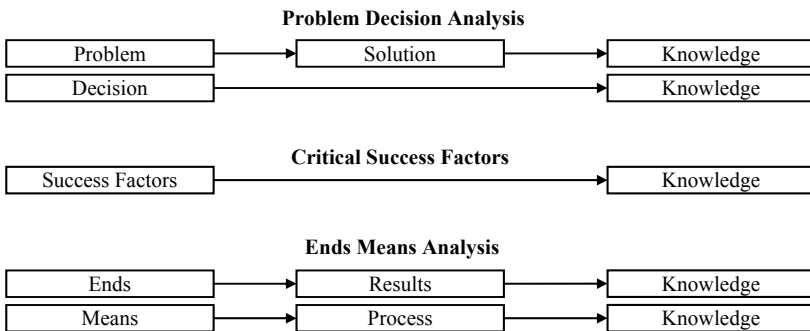 Problem Decision Analysis
Problem Solution Knowledge
Decision Knowledge
Critical Success Factors
Success Factors Knowledge
Ends Means Analysis
Ends Results Knowledge
Means Process Knowledge